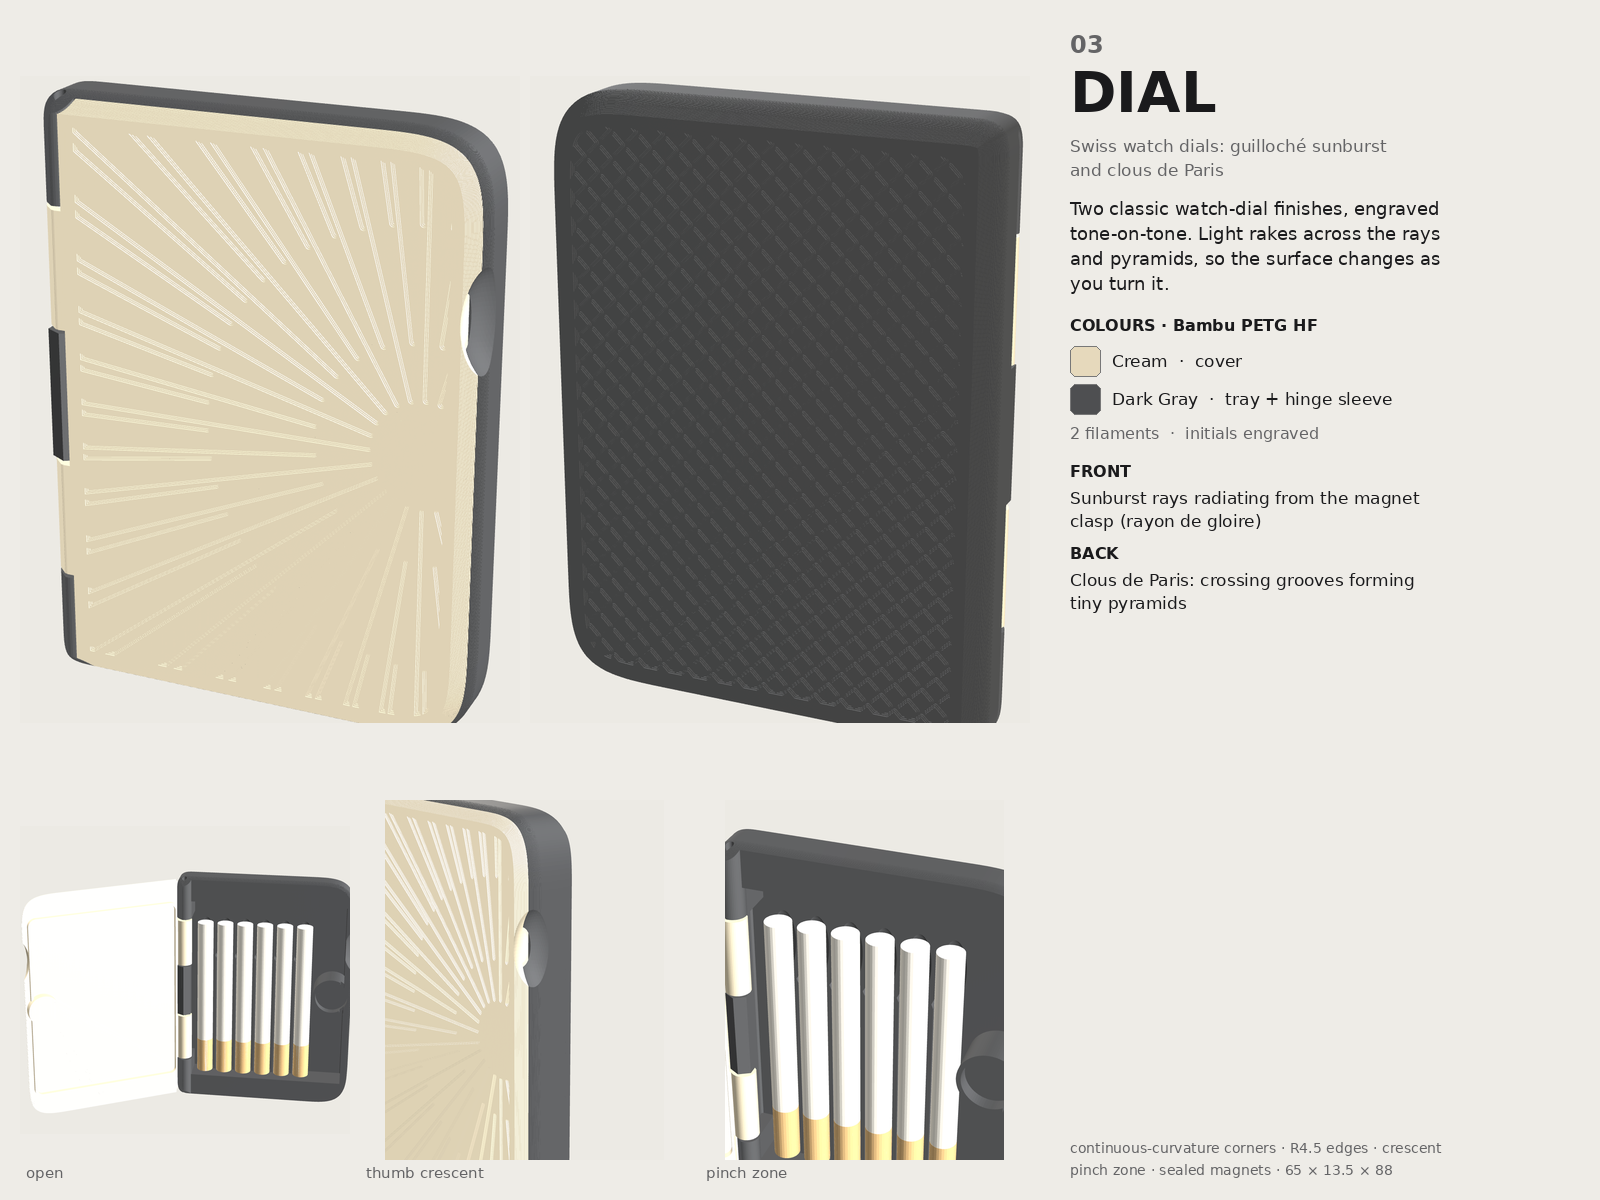 03
DIAL
Swiss watch dials: guilloché sunburst
and clous de Paris
Two classic watch-dial finishes, engraved
tone-on-tone. Light rakes across the rays
and pyramids, so the surface changes as
you turn it.
COLOURS · Bambu PETG HF
Cream · cover
Dark Gray · tray + hinge sleeve
2 filaments · initials engraved
FRONT
Sunburst rays radiating from the magnet
clasp (rayon de gloire)
BACK
Clous de Paris: crossing grooves forming
tiny pyramids
open
thumb crescent
pinch zone
continuous-curvature corners · R4.5 edges · crescent
pinch zone · sealed magnets · 65 × 13.5 × 88